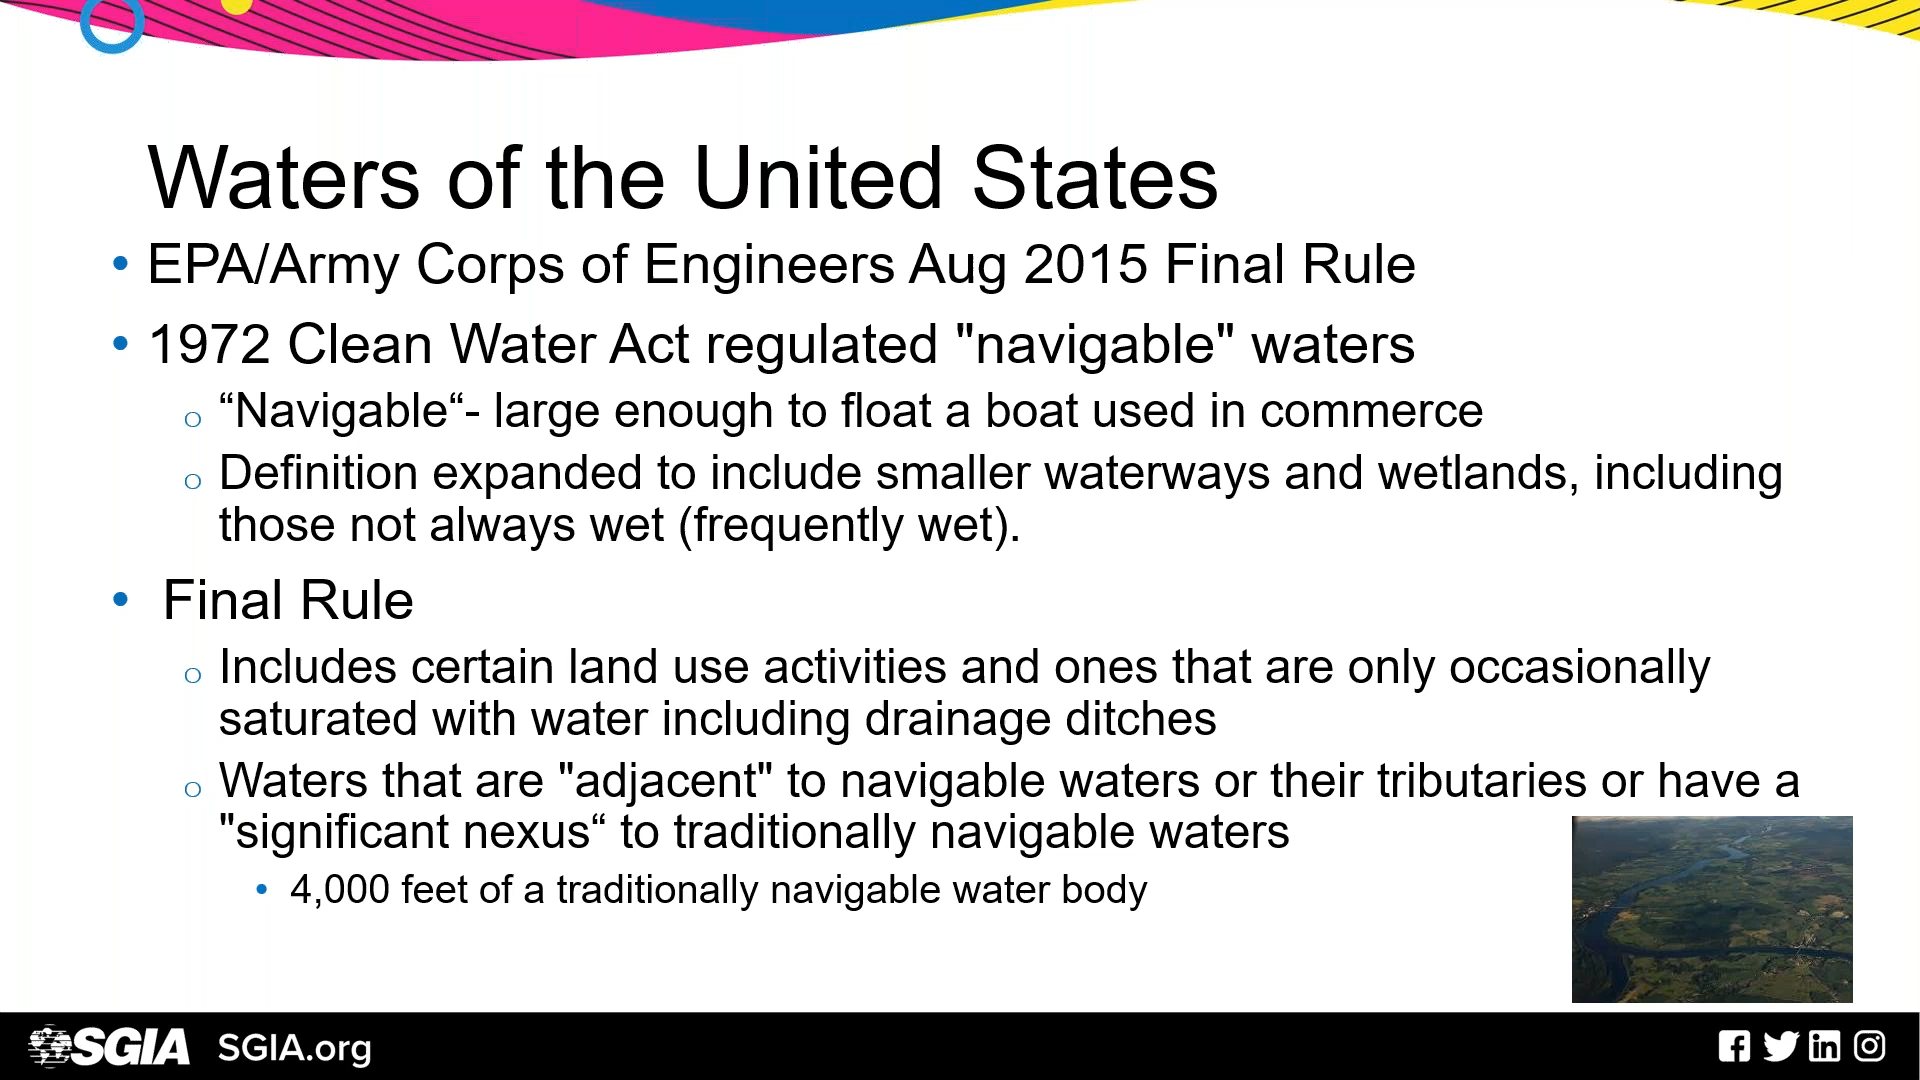 Waters of the United States
• EPA/Army Corps of Engineers Aug 2015 Final Rule
• 1972 Clean Water Act regulated "navigable" waters
o “Navigable“- large enough to float a boat used in commerce
o Definition expanded to include smaller waterways and wetlands, including
those not always wet (frequently wet).
• Final Rule
o Includes certain land use activities and ones that are only occasionally
saturated with water including drainage ditches
o Waters that are "adjacent" to navigable waters or their tributaries or have a
"significant nexus“ to traditionally navigable waters
• 4,000 feet of a traditionally navigable water body
SGIA SGIA.org